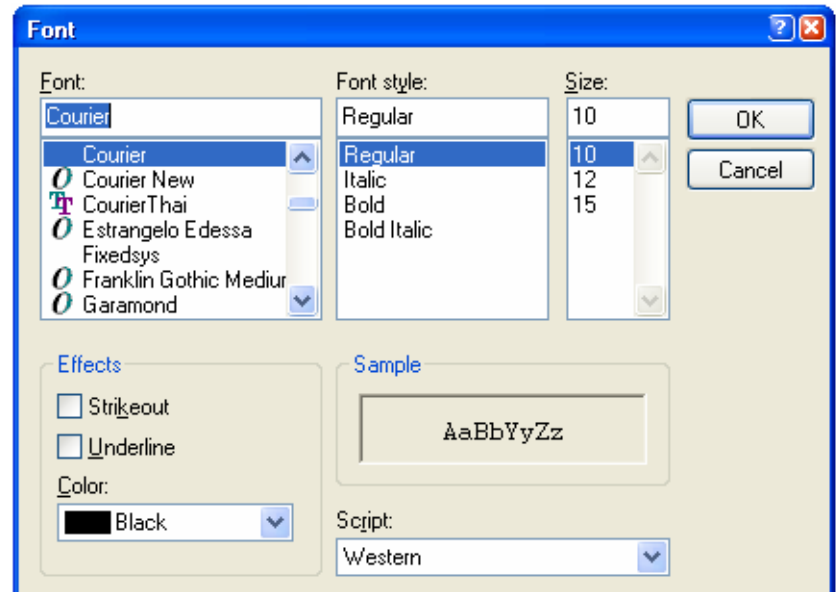 Font
Font: Font style: Size:
Courier Regular 10
OK
Courier Regular 10
Courier New Italic 12
Cancel
CourierThai Bold 15
Estrangelo Edessa Bold Italic
Fixedsys
Franklin Gothic Mediur
Garamond
Effects
Strikeout
Underline
Color:
Black
Sample
AaBbYyZz
Script:
Western